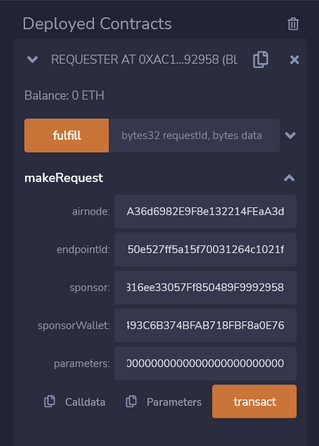 Deployed Contracts
REQUESTER AT 0XAC1...92958 (BL
Balance: 0 ETH
fulfill
bytes32 requestId, bytes data
makeRequest
airnode: A36d6982E9F8e132214FEaA3d
endpointId: 50e527ff5a15f70031264c1021f
sponsor: 316ee33057Ff850489F9992958
sponsorWallet: 493C6B374BFAB718FBF8a0E76
parameters: 0000000000000000000000000
Calldata
Parameters
transact